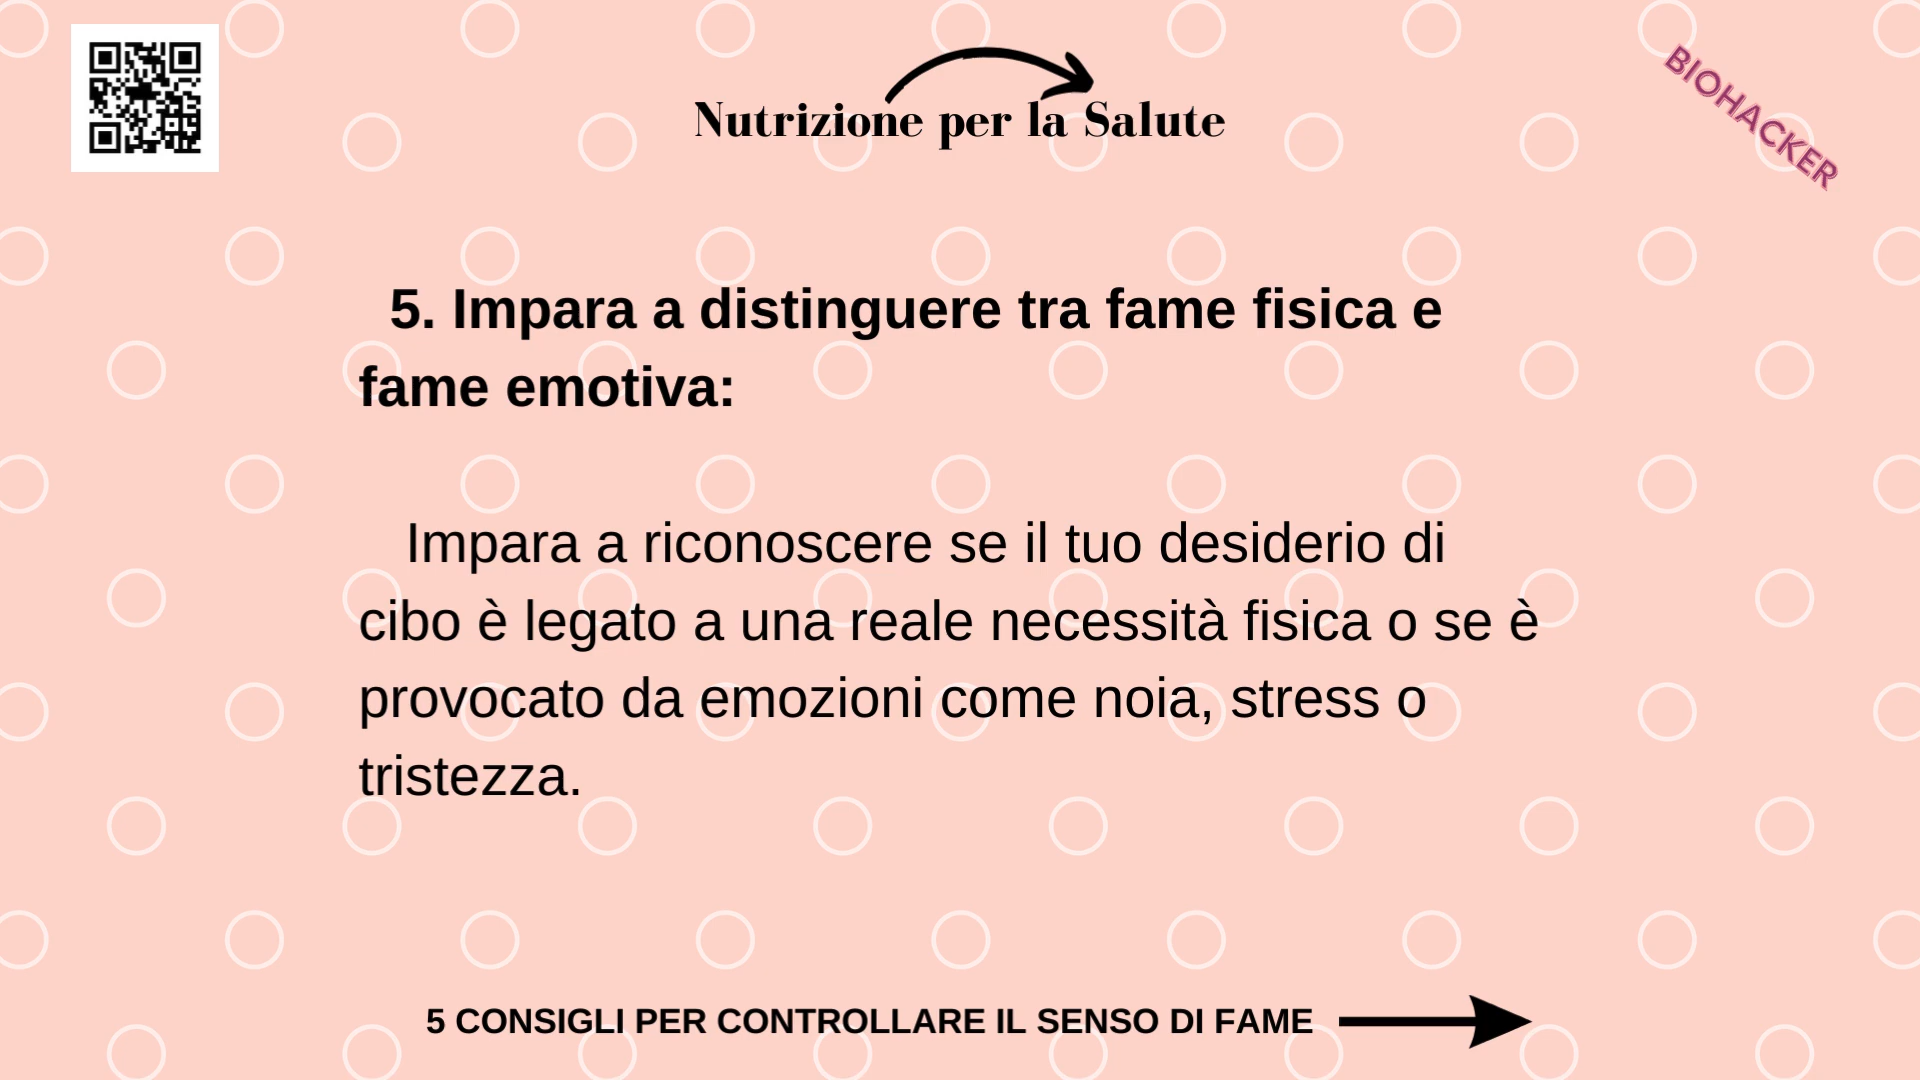 Nutrizione per la Salute
BIOHACKER
5. Impara a distinguere tra fame fisica e
fame emotiva:
Impara a riconoscere se il tuo desiderio di
cibo è legato a una reale necessità fisica o se è
provocato da emozioni come noia, stress o
tristezza.
5 CONSIGLI PER CONTROLLARE IL SENSO DI FAME